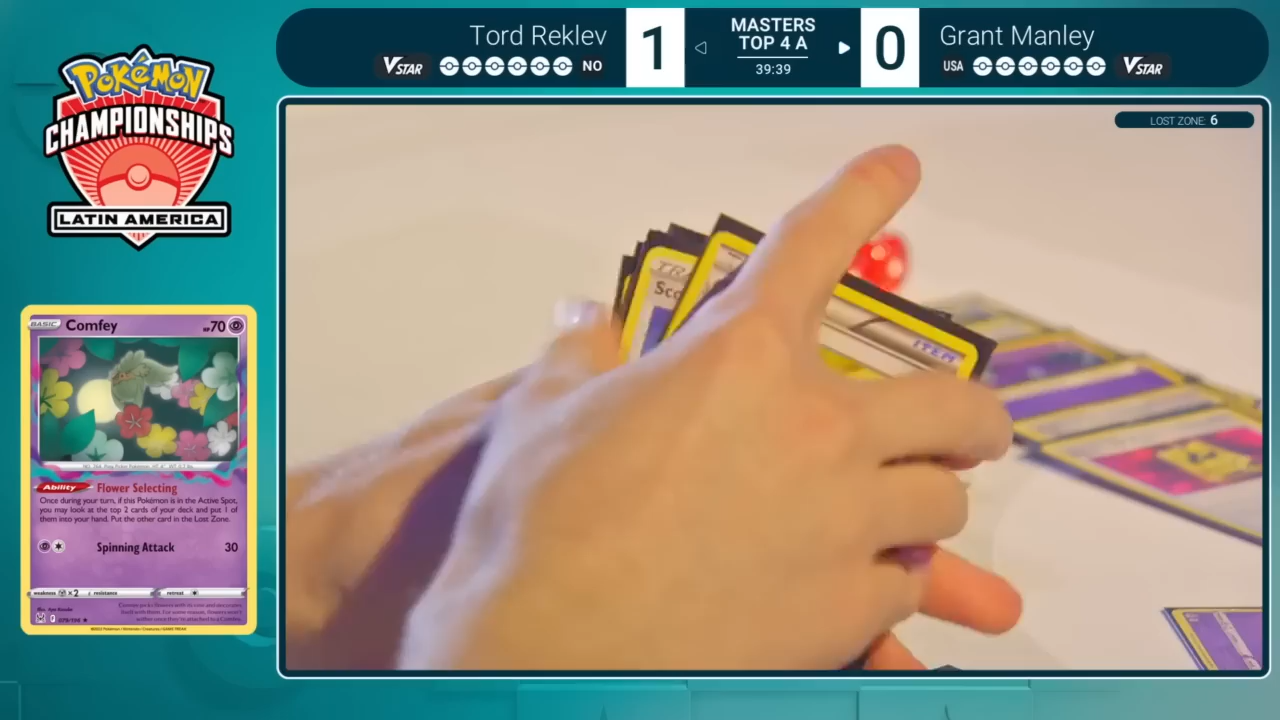 Tord Reklev
VSTAR
NO
1
MASTERS
TOP 4 A
39:39
0
Grant Manley
USA
VSTAR
Pokémon
CHAMPIONSHIPS
LATIN AMERICA
LOST ZONE: 6
TR
Sc
ITEM
BASIC Comfey HP70
Ability Flower Selecting
Once during your turn, if this Pokémon is in the Active Spot,
you may look at the top 2 cards of your deck and put 1 of
them into your hand. Put the other card in the Lost Zone.
Spinning Attack 30
weakness ×2 resistance retreat